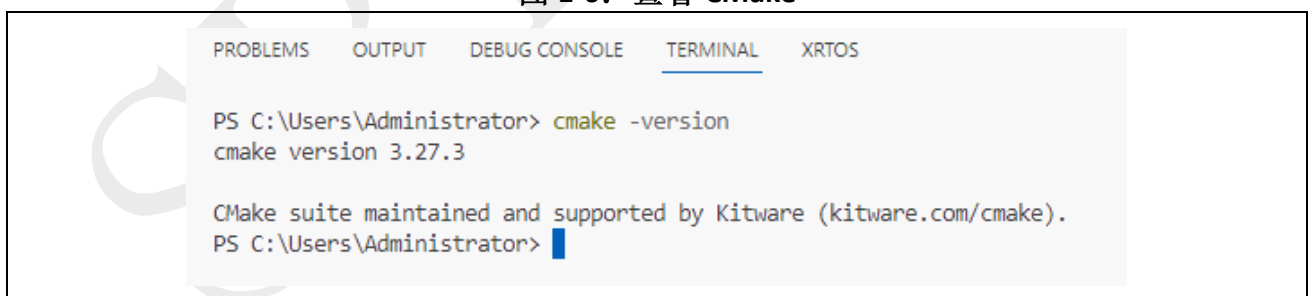 PROBLEMS OUTPUT DEBUG CONSOLE TERMINAL XRTOS
PS C:\Users\Administrator> cmake -version
cmake version 3.27.3
CMake suite maintained and supported by Kitware (kitware.com/cmake).
PS C:\Users\Administrator>